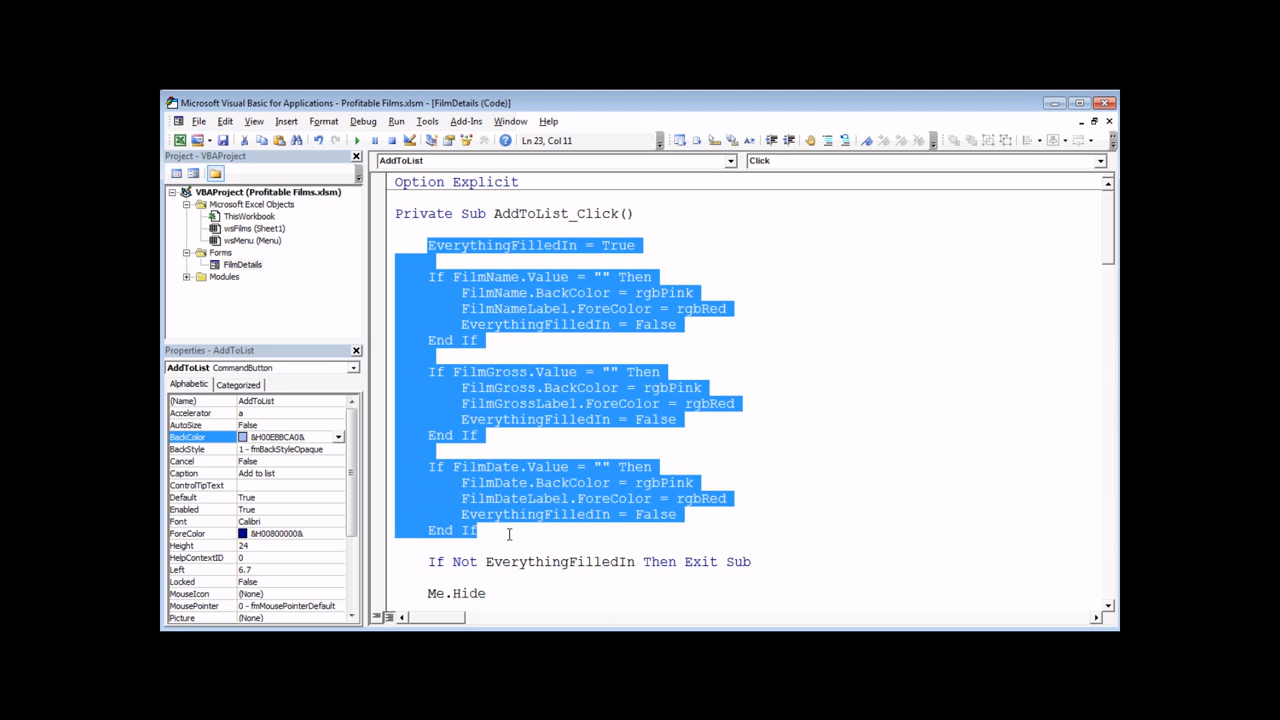 Microsoft Visual Basic for Applications - Profitable Films.xlsm - [FilmDetails (Code)]
File Edit View Insert Format Debug Run Tools Add-Ins Window Help
Ln 23, Col 11
Project - VBAProject
VBAProject (Profitable Films.xlsm)
Microsoft Excel Objects
ThisWorkbook
wsFilms (Sheet1)
wsMenu (Menu)
Forms
FilmDetails
Modules
Properties - AddToList
AddToList CommandButton
Alphabetic Categorized
(Name) AddToList
Accelerator a
AutoSize False
BackColor &H00EBBCA0&
BackStyle 1 - fmBackStyleOpaque
Cancel False
Caption Add to list
ControlTipText
Default True
Enabled True
Font Calibri
ForeColor &H00800000&
Height 24
HelpContextID 0
Left 6.7
Locked False
MouseIcon (None)
MousePointer 0 - fmMousePointerDefault
Picture (None)
AddToList Click
Option Explicit
Private Sub AddToList_Click()
EverythingFilledIn = True
If FilmName.Value = "" Then
FilmName.BackColor = rgbPink
FilmNameLabel.ForeColor = rgbRed
EverythingFilledIn = False
End If
If FilmGross.Value = "" Then
FilmGross.BackColor = rgbPink
FilmGrossLabel.ForeColor = rgbRed
EverythingFilledIn = False
End If
If FilmDate.Value = "" Then
FilmDate.BackColor = rgbPink
FilmDateLabel.ForeColor = rgbRed
EverythingFilledIn = False
End If
If Not EverythingFilledIn Then Exit Sub
Me.Hide